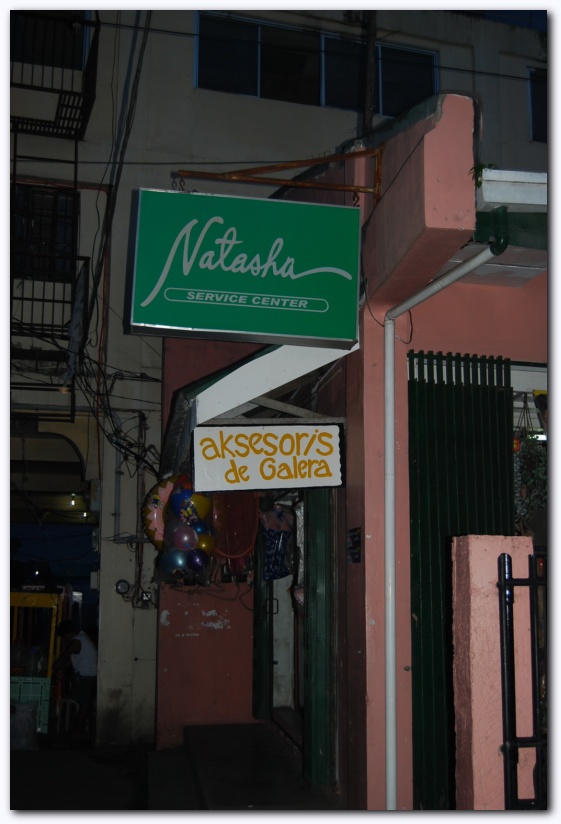 Natasha
SERVICE CENTER
aksesoris
de Galera